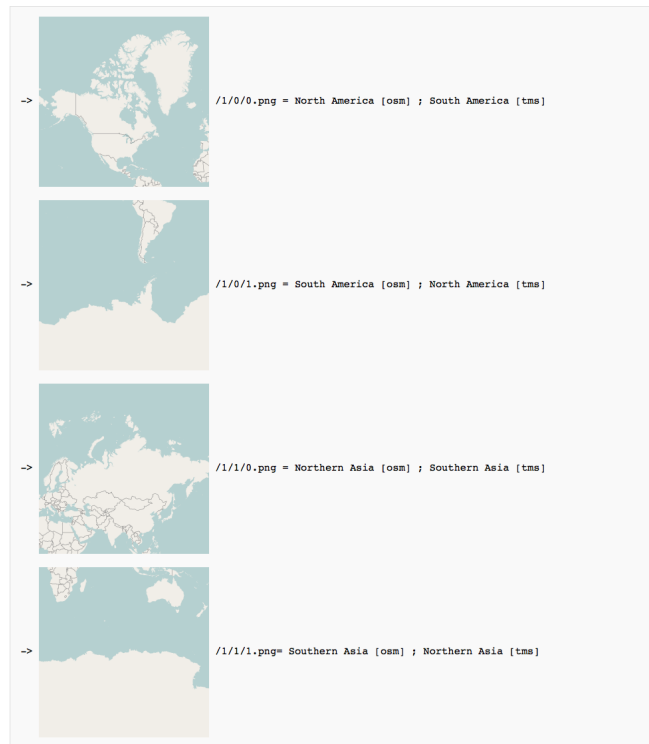 -> /1/0/0.png = North America [osm] ; South America [tms]
-> /1/0/1.png = South America [osm] ; North America [tms]
-> /1/1/0.png = Northern Asia [osm] ; Southern Asia [tms]
-> /1/1/1.png= Southern Asia [osm] ; Northern Asia [tms]